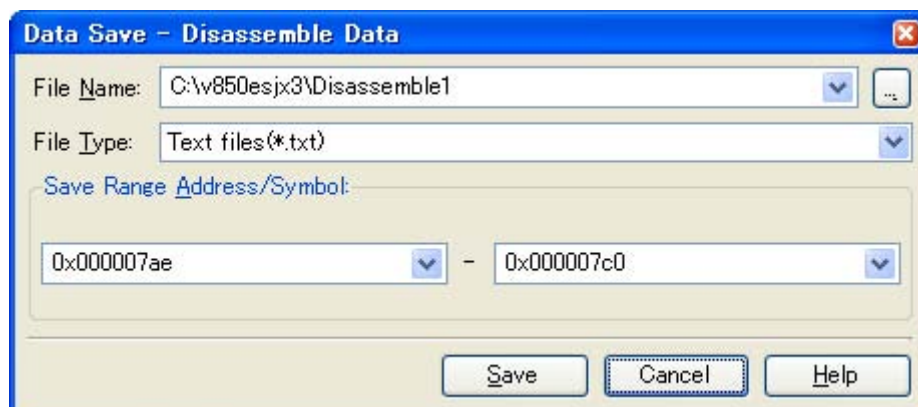 Data Save - Disassemble Data
File Name: C:\v850esjx3\Disassemble1 ...
File Type: Text files(*.txt)
Save Range Address/Symbol:
0x000007ae - 0x000007c0
Save Cancel Help